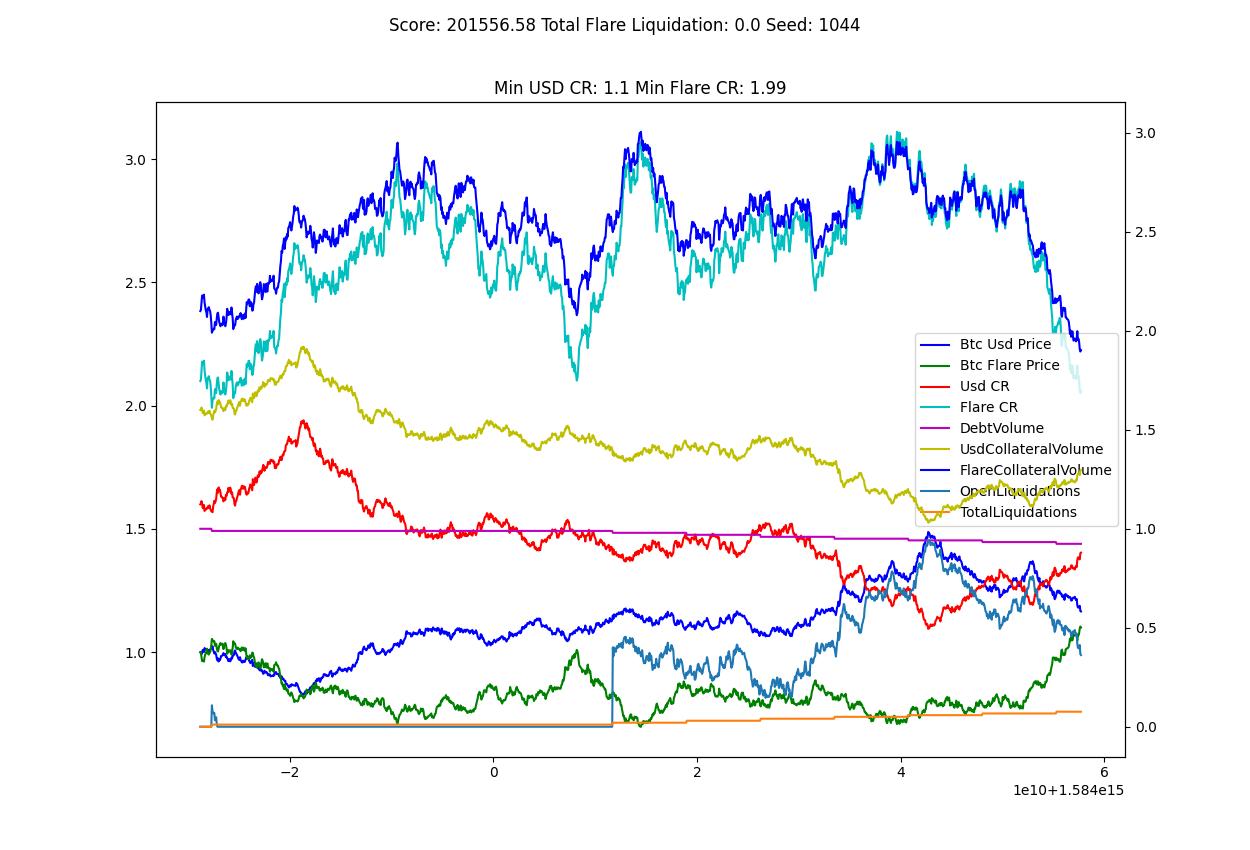 Score: 201556.58 Total Flare Liquidation: 0.0 Seed: 1044
Min USD CR: 1.1 Min Flare CR: 1.99
3.0
2.5
2.0
1.5
1.0
3.0
2.5
2.0
1.5
1.0
0.5
0.0
Btc Usd Price
Btc Flare Price
Usd CR
Flare CR
DebtVolume
UsdCollateralVolume
FlareCollateralVolume
OpenLiquidations
TotalLiquidations
−2 0 2 4 6
1e10+1.584e15